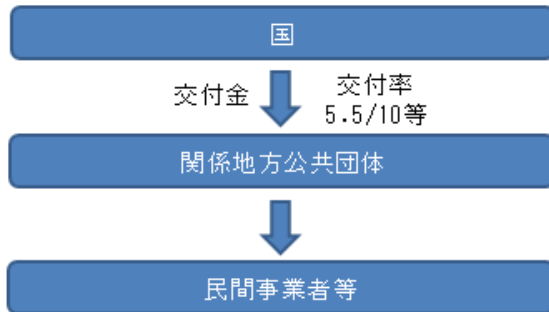 国
交付金
交付率
5.5/10等
関係地方公共団体
民間事業者等